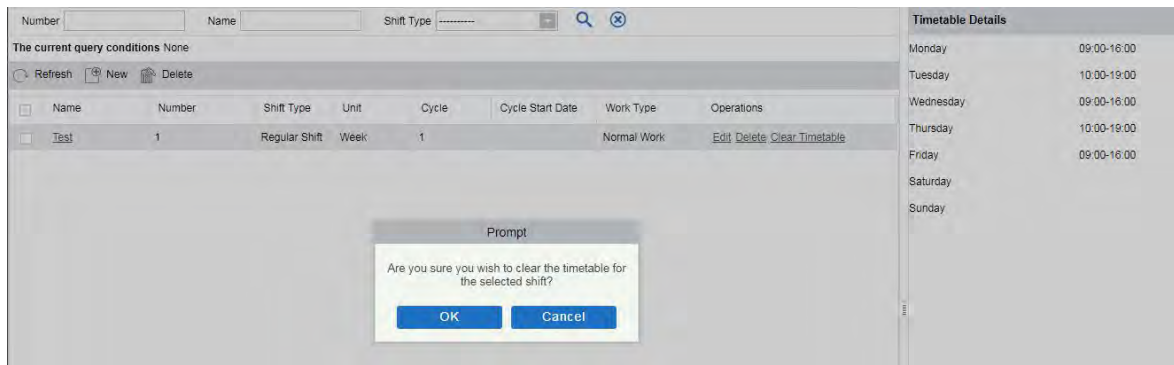 Number Name Shift Type ----------
The current query conditions None
Refresh New Delete
Name Number Shift Type Unit Cycle Cycle Start Date Work Type Operations
Test 1 Regular Shift Week 1 Normal Work Edit Delete Clear Timetable
Prompt
Are you sure you wish to clear the timetable for
the selected shift?
OK Cancel
Timetable Details
Monday 09:00-16:00
Tuesday 10:00-19:00
Wednesday 09:00-16:00
Thursday 10:00-19:00
Friday 09:00-16:00
Saturday
Sunday